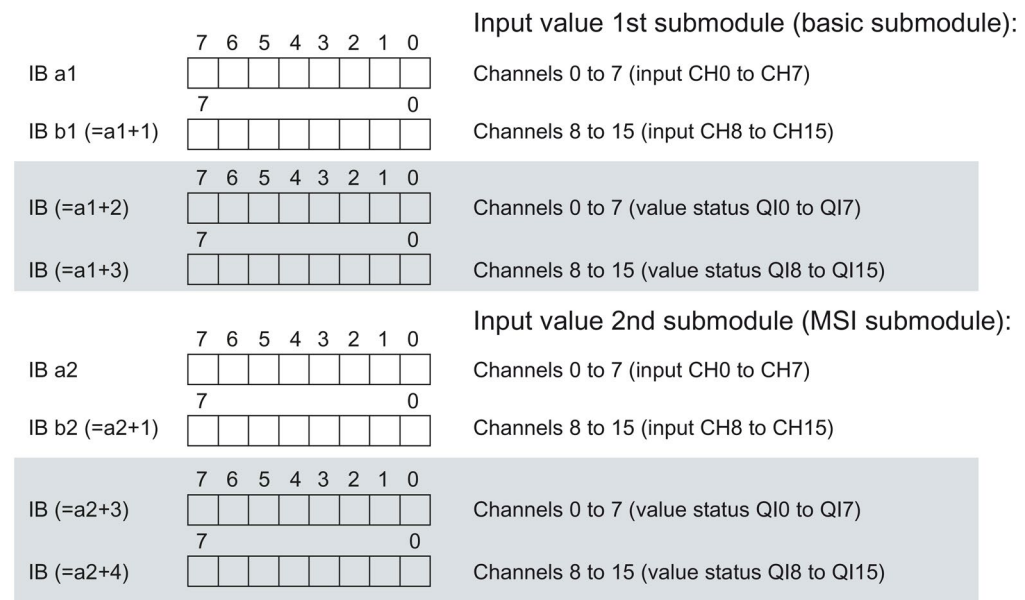 Input value 1st submodule (basic submodule):
7 6 5 4 3 2 1 0
IB a1 Channels 0 to 7 (input CH0 to CH7)
7 0
IB b1 (=a1+1) Channels 8 to 15 (input CH8 to CH15)
7 6 5 4 3 2 1 0
IB (=a1+2) Channels 0 to 7 (value status QI0 to QI7)
7 0
IB (=a1+3) Channels 8 to 15 (value status QI8 to QI15)
Input value 2nd submodule (MSI submodule):
7 6 5 4 3 2 1 0
IB a2 Channels 0 to 7 (input CH0 to CH7)
7 0
IB b2 (=a2+1) Channels 8 to 15 (input CH8 to CH15)
7 6 5 4 3 2 1 0
IB (=a2+3) Channels 0 to 7 (value status QI0 to QI7)
7 0
IB (=a2+4) Channels 8 to 15 (value status QI8 to QI15)